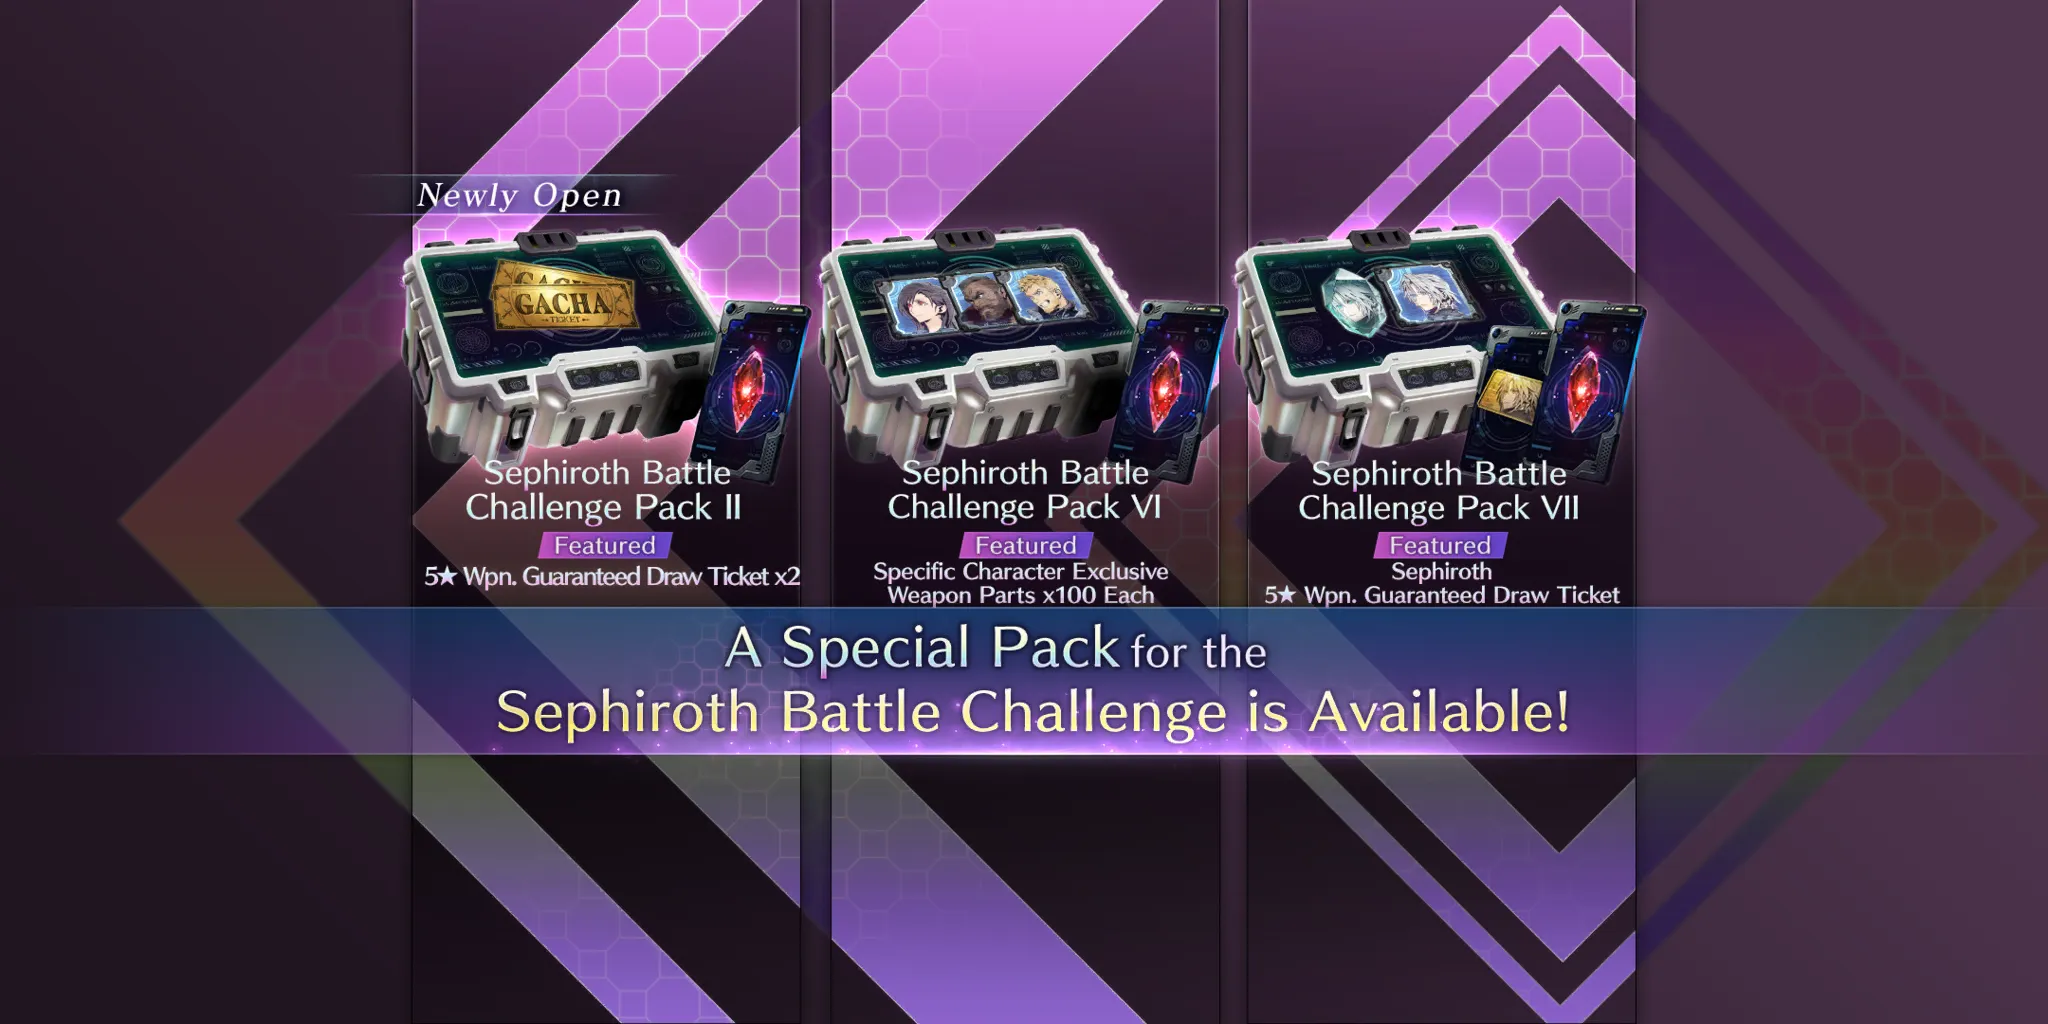 Newly Open
GACHA
GACHA
TICKET
Sephiroth Battle
Challenge Pack II
Featured
5★ Wpn. Guaranteed Draw Ticket x2
Sephiroth Battle
Challenge Pack VI
Featured
Specific Character Exclusive
Weapon Parts x100 Each
Sephiroth Battle
Challenge Pack VII
Featured
Sephiroth
5★ Wpn. Guaranteed Draw Ticket
A Special Pack for the
Sephiroth Battle Challenge is Available!